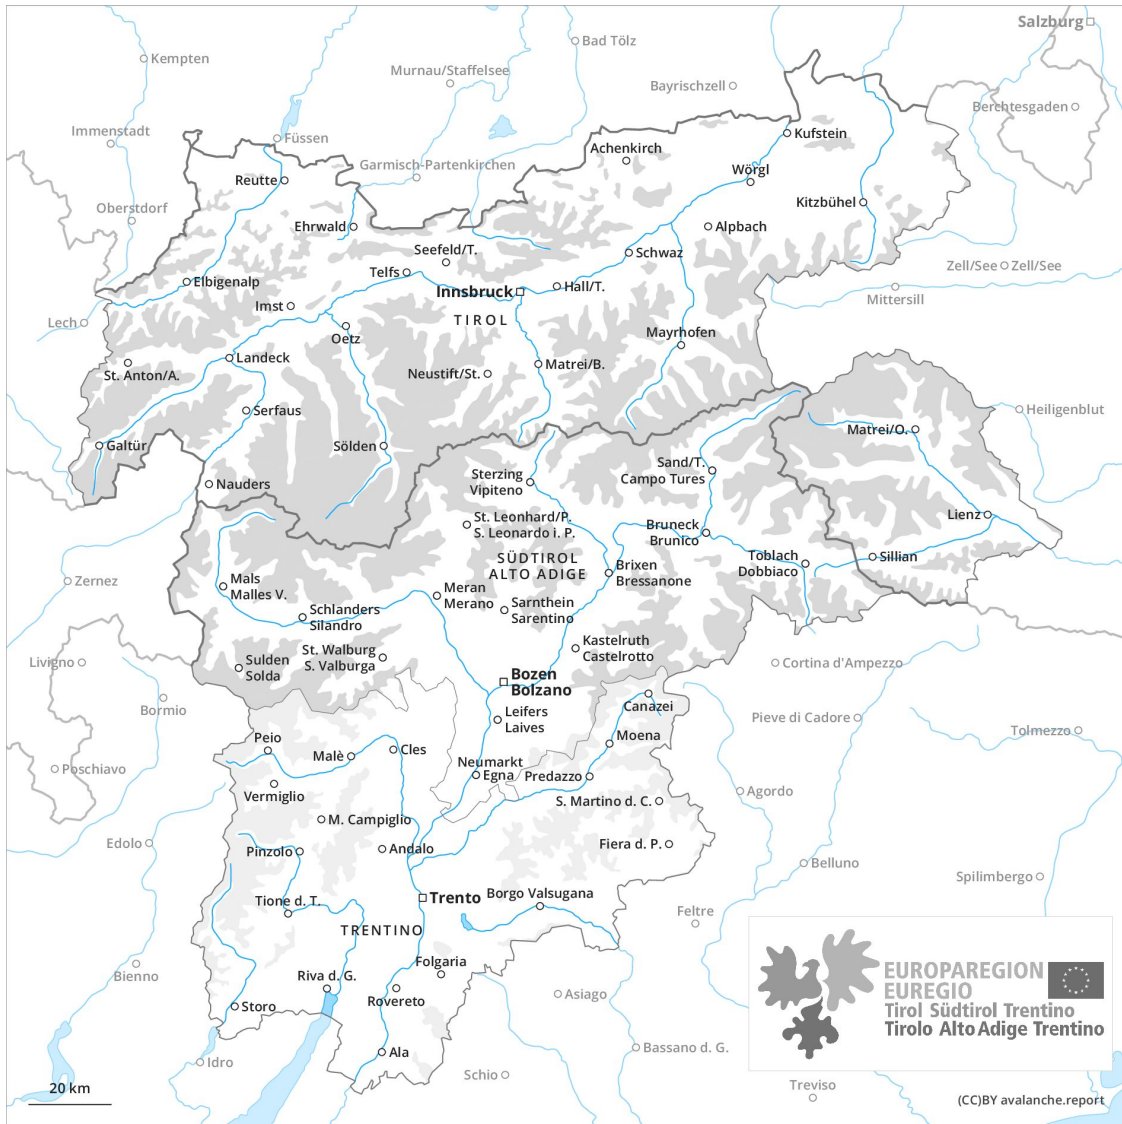 Salzburg
Bad Tölz
Kempten
Murnau/Staffelsee
Bayrischzell
Berchtesgaden
Immenstadt
Füssen
Kufstein
Achenkirch
Garmisch-Partenkirchen
Wörgl
Reutte
Oberstdorf
Kitzbühel
Ehrwald
Alpbach
Seefeld/T.
Schwaz
Zell/See
Zell/See
Telfs
Elbigenalp
Hall/T.
Innsbruck
Mittersill
Imst
TIROL
Lech
Mayrhofen
Oetz
Landeck
Matrei/B.
St. Anton/A.
Neustift/St.
Serfaus
Heiligenblut
Matrei/O.
Galtür
Sölden
Sand/T.
Campo Tures
Sterzing
Vipiteno
Nauders
Lienz
St. Leonhard/P.
S. Leonardo i. P.
Bruneck
Brunico
SÜDTIROL
ALTO ADIGE
Toblach
Dobbiaco
Sillian
Brixen
Bressanone
Zernez
Mals
Malles V.
Meran
Merano
Sarnthein
Sarentino
Schlanders
Silandro
Kastelruth
Castelrotto
St. Walburg
S. Valburga
Livigno
Sulden
Solda
Cortina d'Ampezzo
Bozen
Bolzano
Bormio
Canazei
Leifers
Laives
Pieve di Cadore
Tolmezzo
Peio
Moena
Malè
Cles
Neumarkt
Egna
Predazzo
Poschiavo
Vermiglio
Agordo
S. Martino d. C.
M. Campiglio
Edolo
Pinzolo
Andalo
Fiera d. P.
Belluno
Spilimbergo
Tione d. T.
Trento
Borgo Valsugana
Feltre
TRENTINO
Bienno
Riva d. G.
Folgaria
Rovereto
Asiago
Storo
EUROPAREGION
EUREGIO
Tirol Südtirol Trentino
Tirolo Alto Adige Trentino
Ala
Idro
Bassano d. G.
Schio
20 km
Treviso
(CC)BY avalanche.report